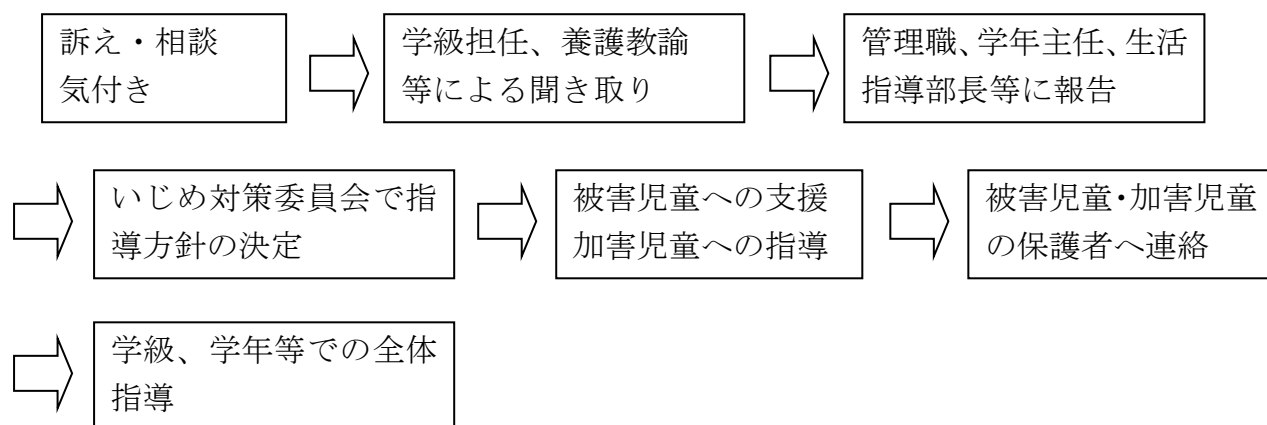 訴え・相談
気付き
学級担任、養護教諭
等による聞き取り
管理職、学年主任、生活
指導部長等に報告
いじめ対策委員会で指
導方針の決定
被害児童への支援
加害児童への指導
被害児童・加害児童
の保護者へ連絡
学級、学年等での全体
指導